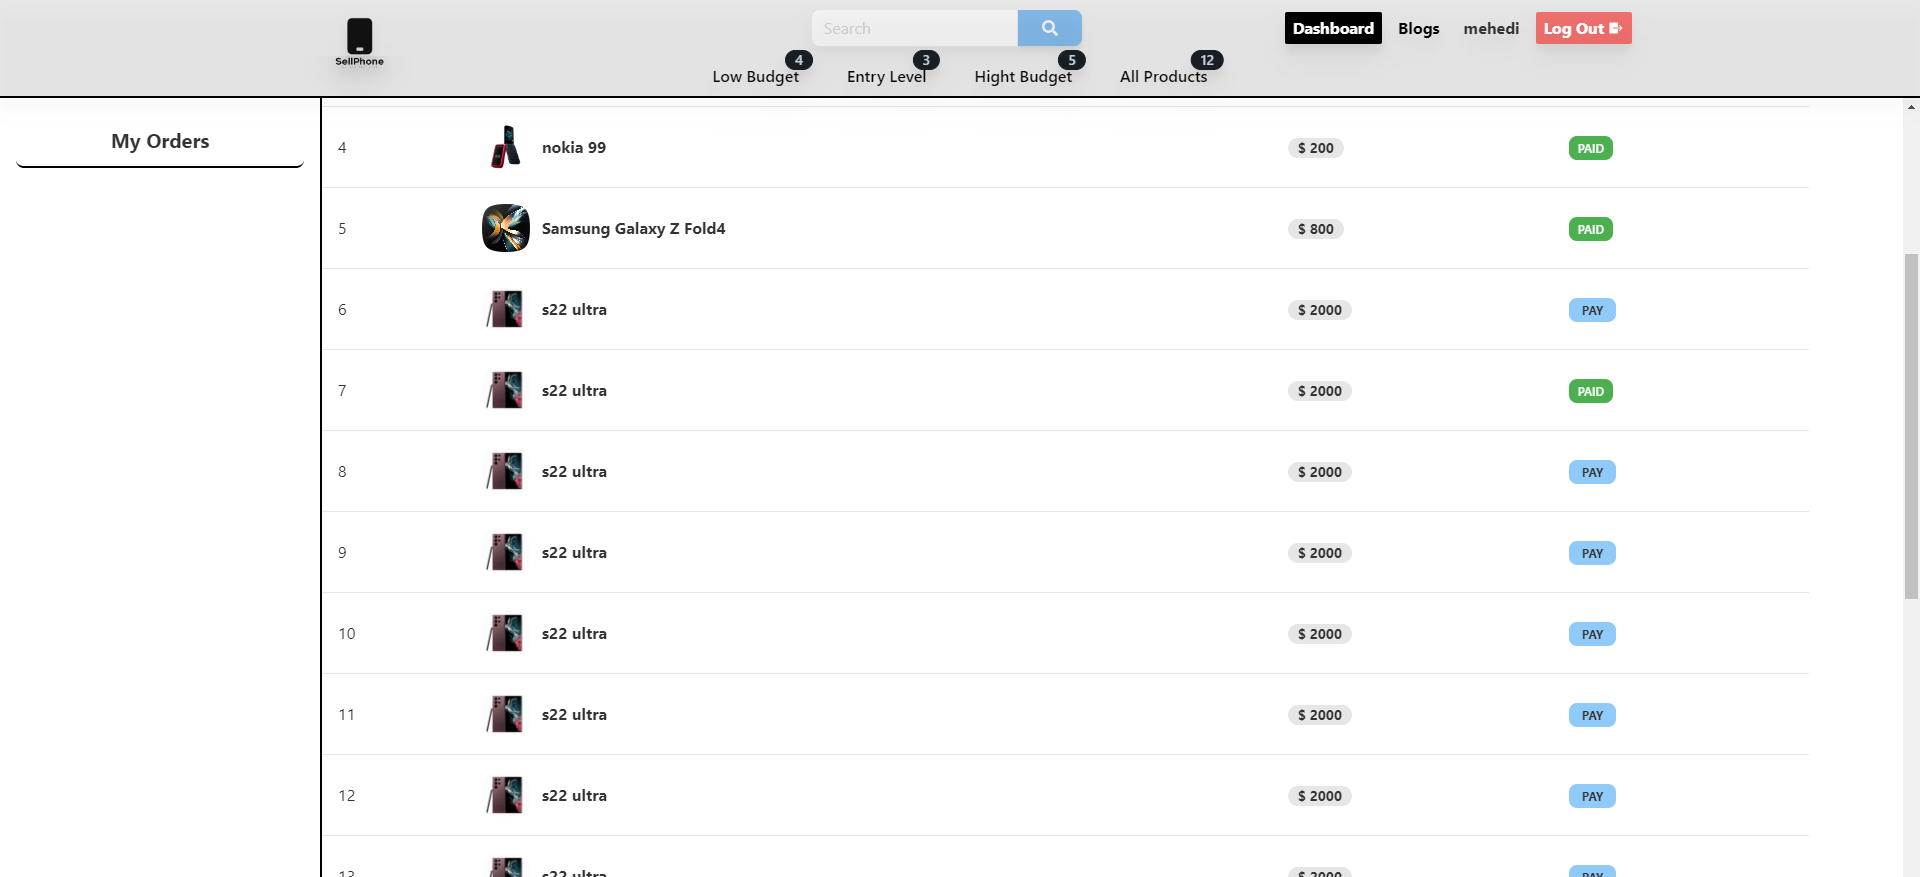 SellPhone
Search
Dashboard
Blogs
mehedi
Log Out
Low Budget 4
Entry Level 3
Hight Budget 5
All Products 12
My Orders
4 nokia 99 $ 200 PAID
5 Samsung Galaxy Z Fold4 $ 800 PAID
6 s22 ultra $ 2000 PAY
7 s22 ultra $ 2000 PAID
8 s22 ultra $ 2000 PAY
9 s22 ultra $ 2000 PAY
10 s22 ultra $ 2000 PAY
11 s22 ultra $ 2000 PAY
12 s22 ultra $ 2000 PAY
13 s22 ultra $ 2000 PAY